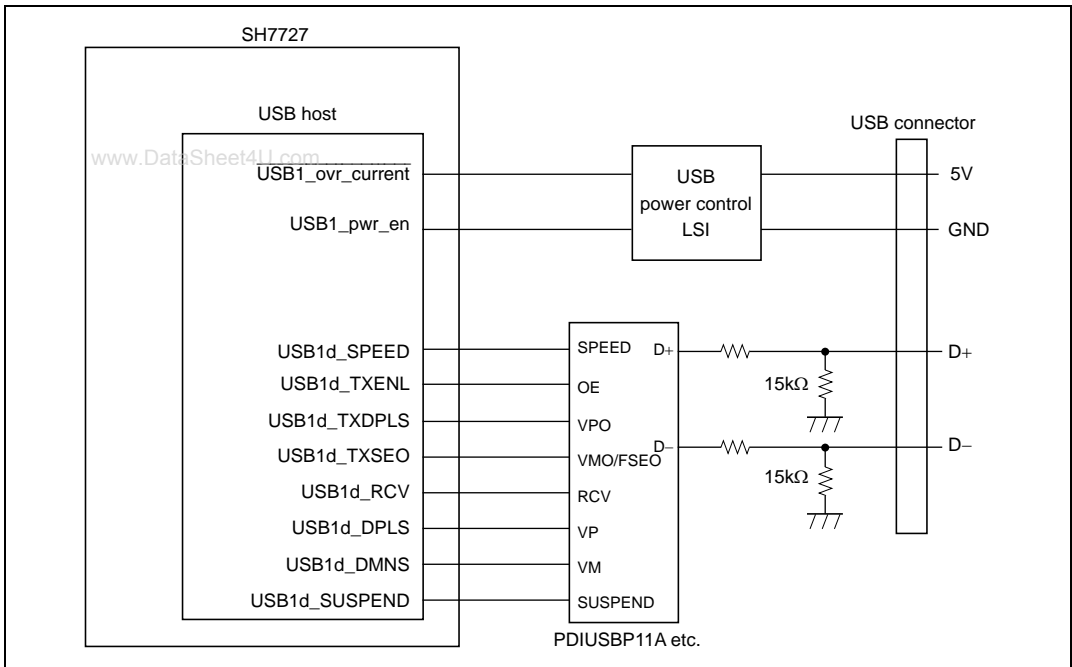 SH7727
USB host
USB connector
www.DataSheet4U.com
USB1_ovr_current
USB
power control
LSI
5V
USB1_pwr_en
GND
USB1d_SPEED
SPEED
D+
D+
USB1d_TXENL
OE
15kΩ
USB1d_TXDPLS
VPO
USB1d_TXSEO
VMO/FSEO
D−
D−
USB1d_RCV
RCV
15kΩ
USB1d_DPLS
VP
USB1d_DMNS
VM
USB1d_SUSPEND
SUSPEND
PDIUSBP11A etc.